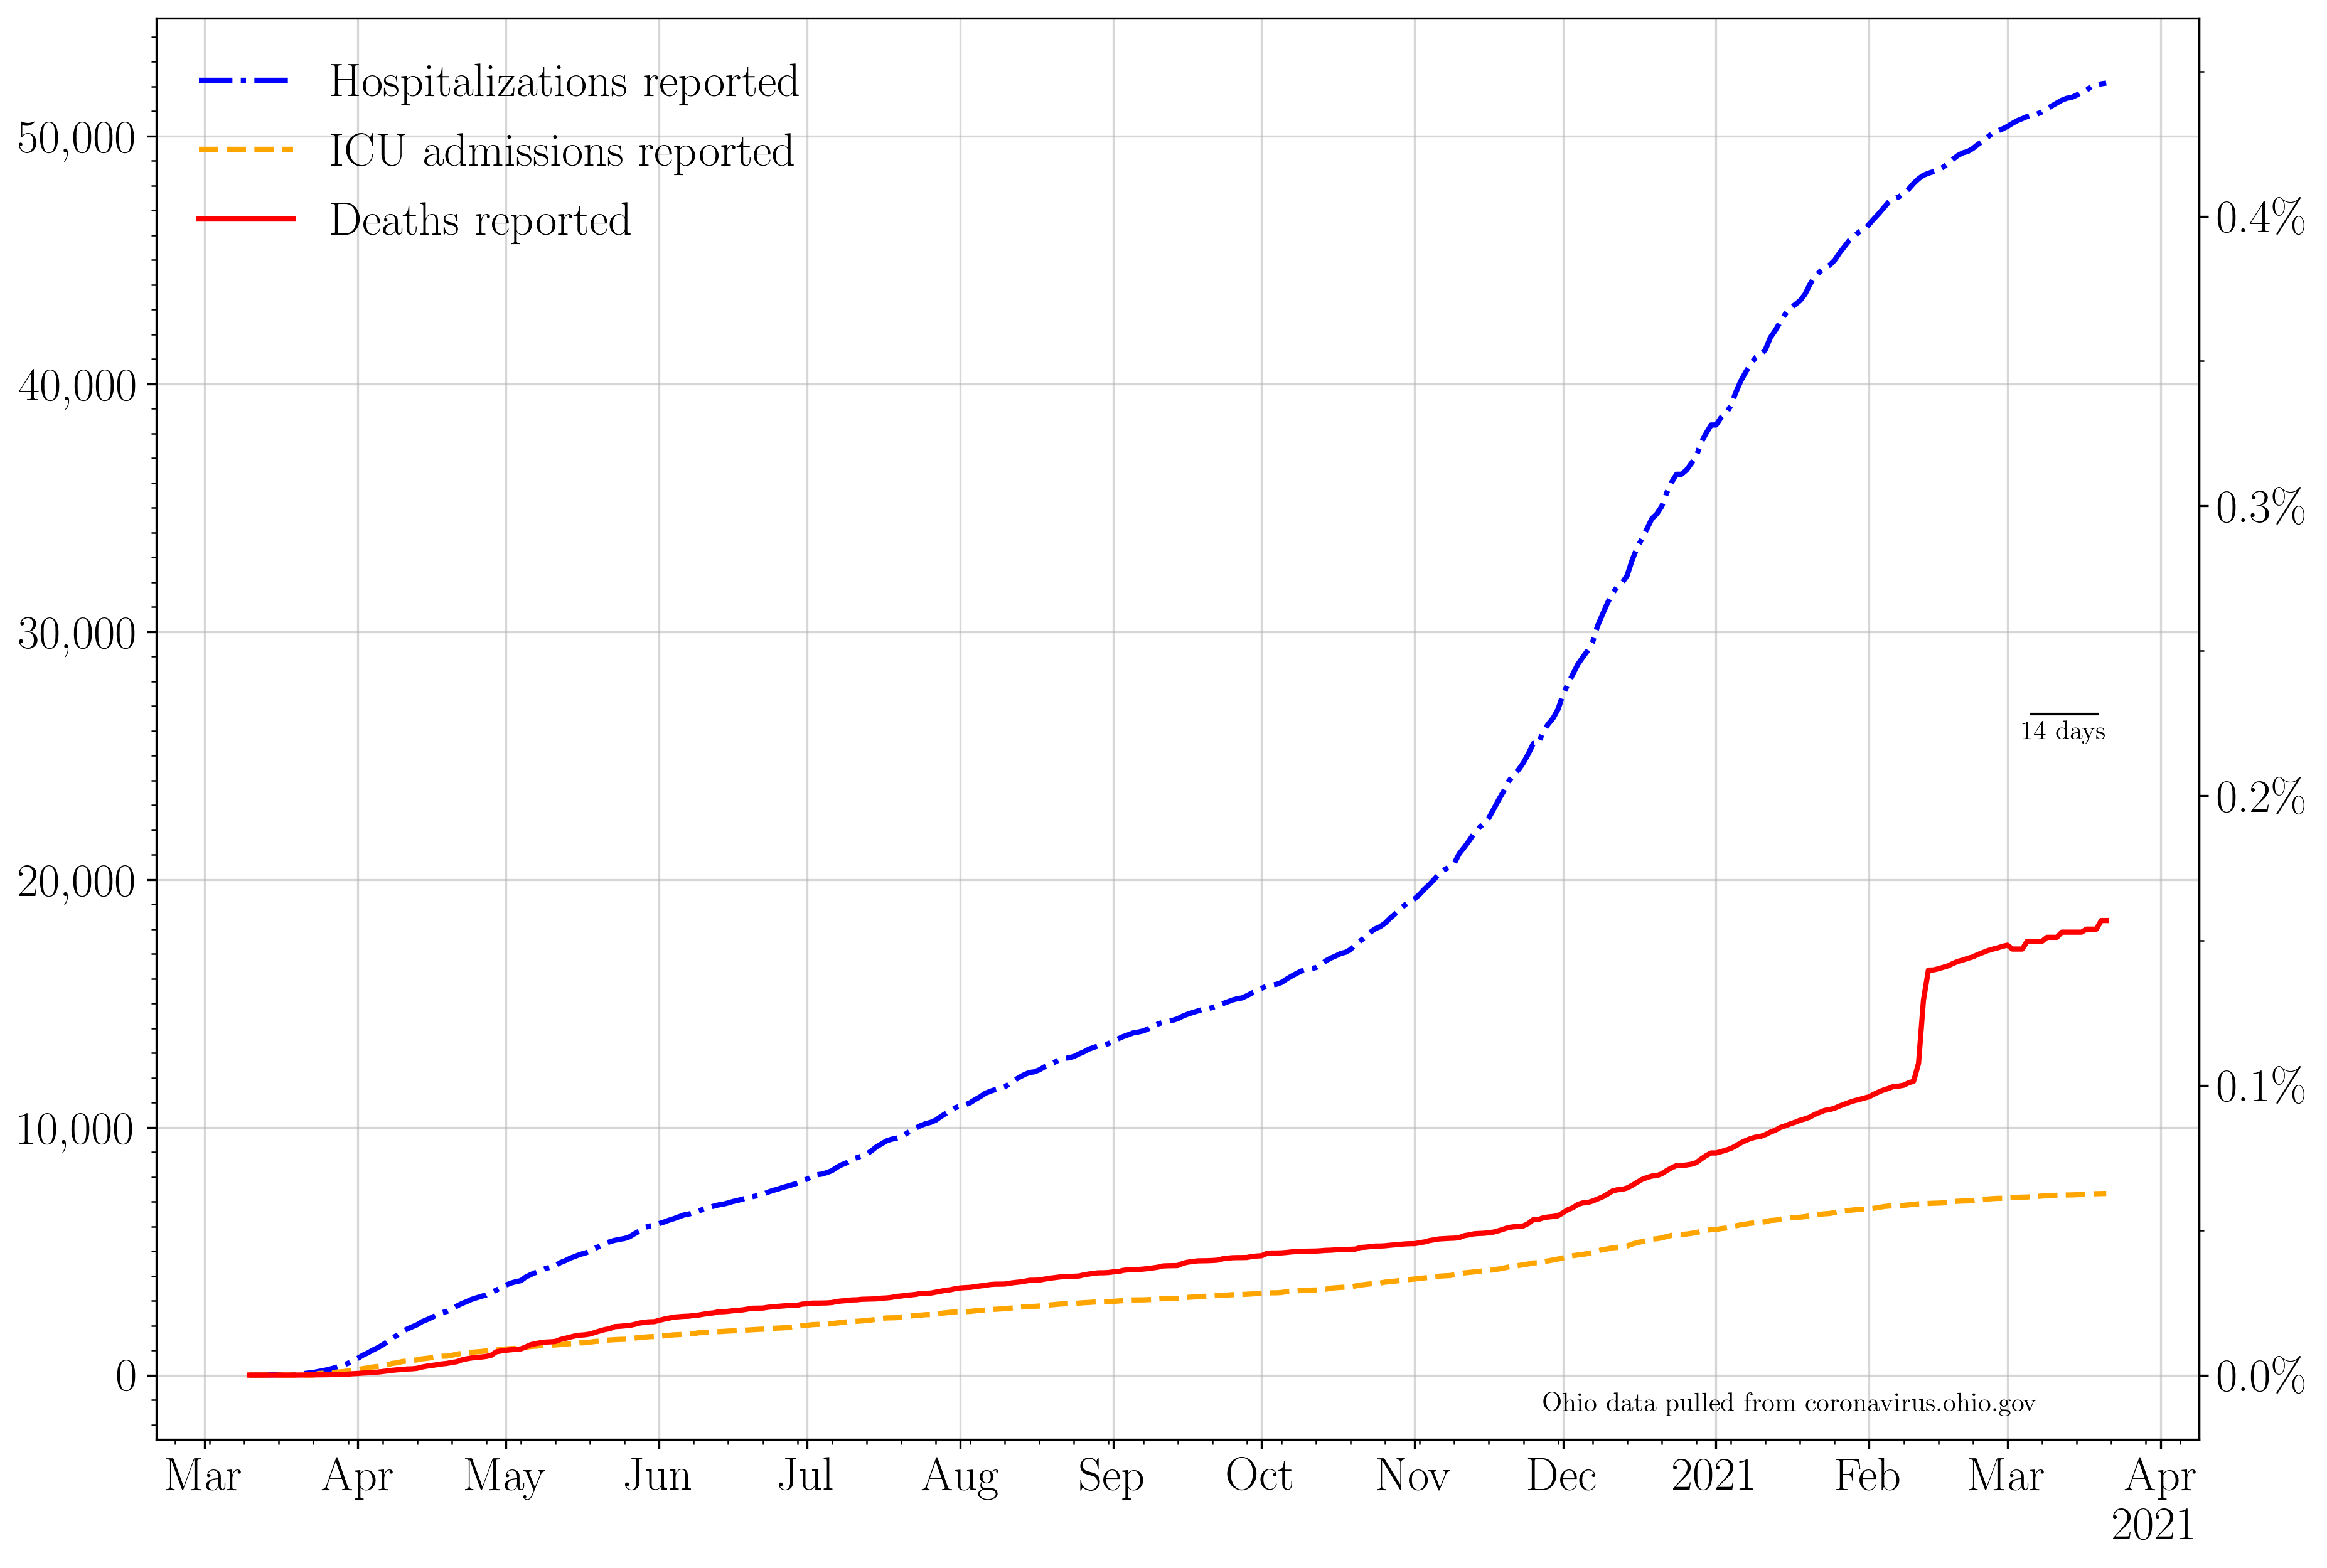 Hospitalizations reported
ICU admissions reported
Deaths reported
50,000
40,000
30,000
20,000
10,000
0
0.4%
0.3%
0.2%
0.1%
0.0%
14 days
Ohio data pulled from coronavirus.ohio.gov
Mar Apr May Jun Jul Aug Sep Oct Nov Dec 2021 Feb Mar Apr
2021